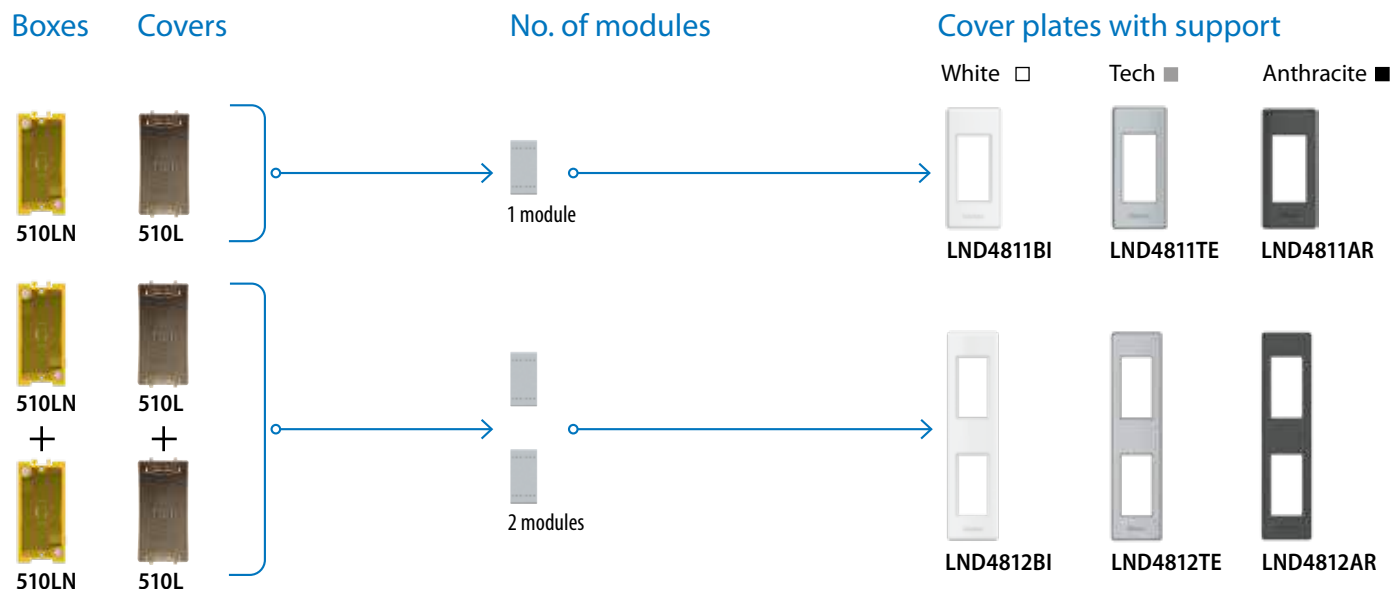 Boxes Covers No. of modules Cover plates with support
White Tech Anthracite
510LN 510L 1 module LND4811BI LND4811TE LND4811AR
510LN 510L
+ +
510LN 510L 2 modules LND4812BI LND4812TE LND4812AR